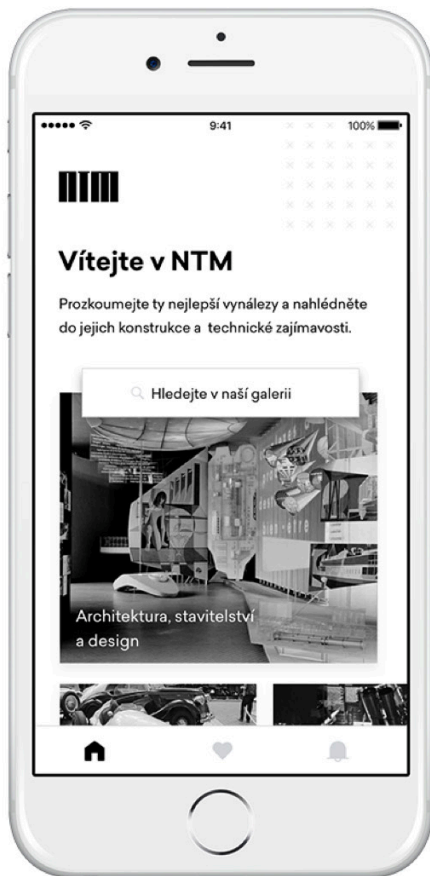 9:41
100%
NTM
Vítejte v NTM
Prozkoumejte ty nejlepší vynálezy a nahlédněte
do jejich konstrukce a technické zajímavosti.
Hledejte v naší galerii
Architektura, stavitelství
a design